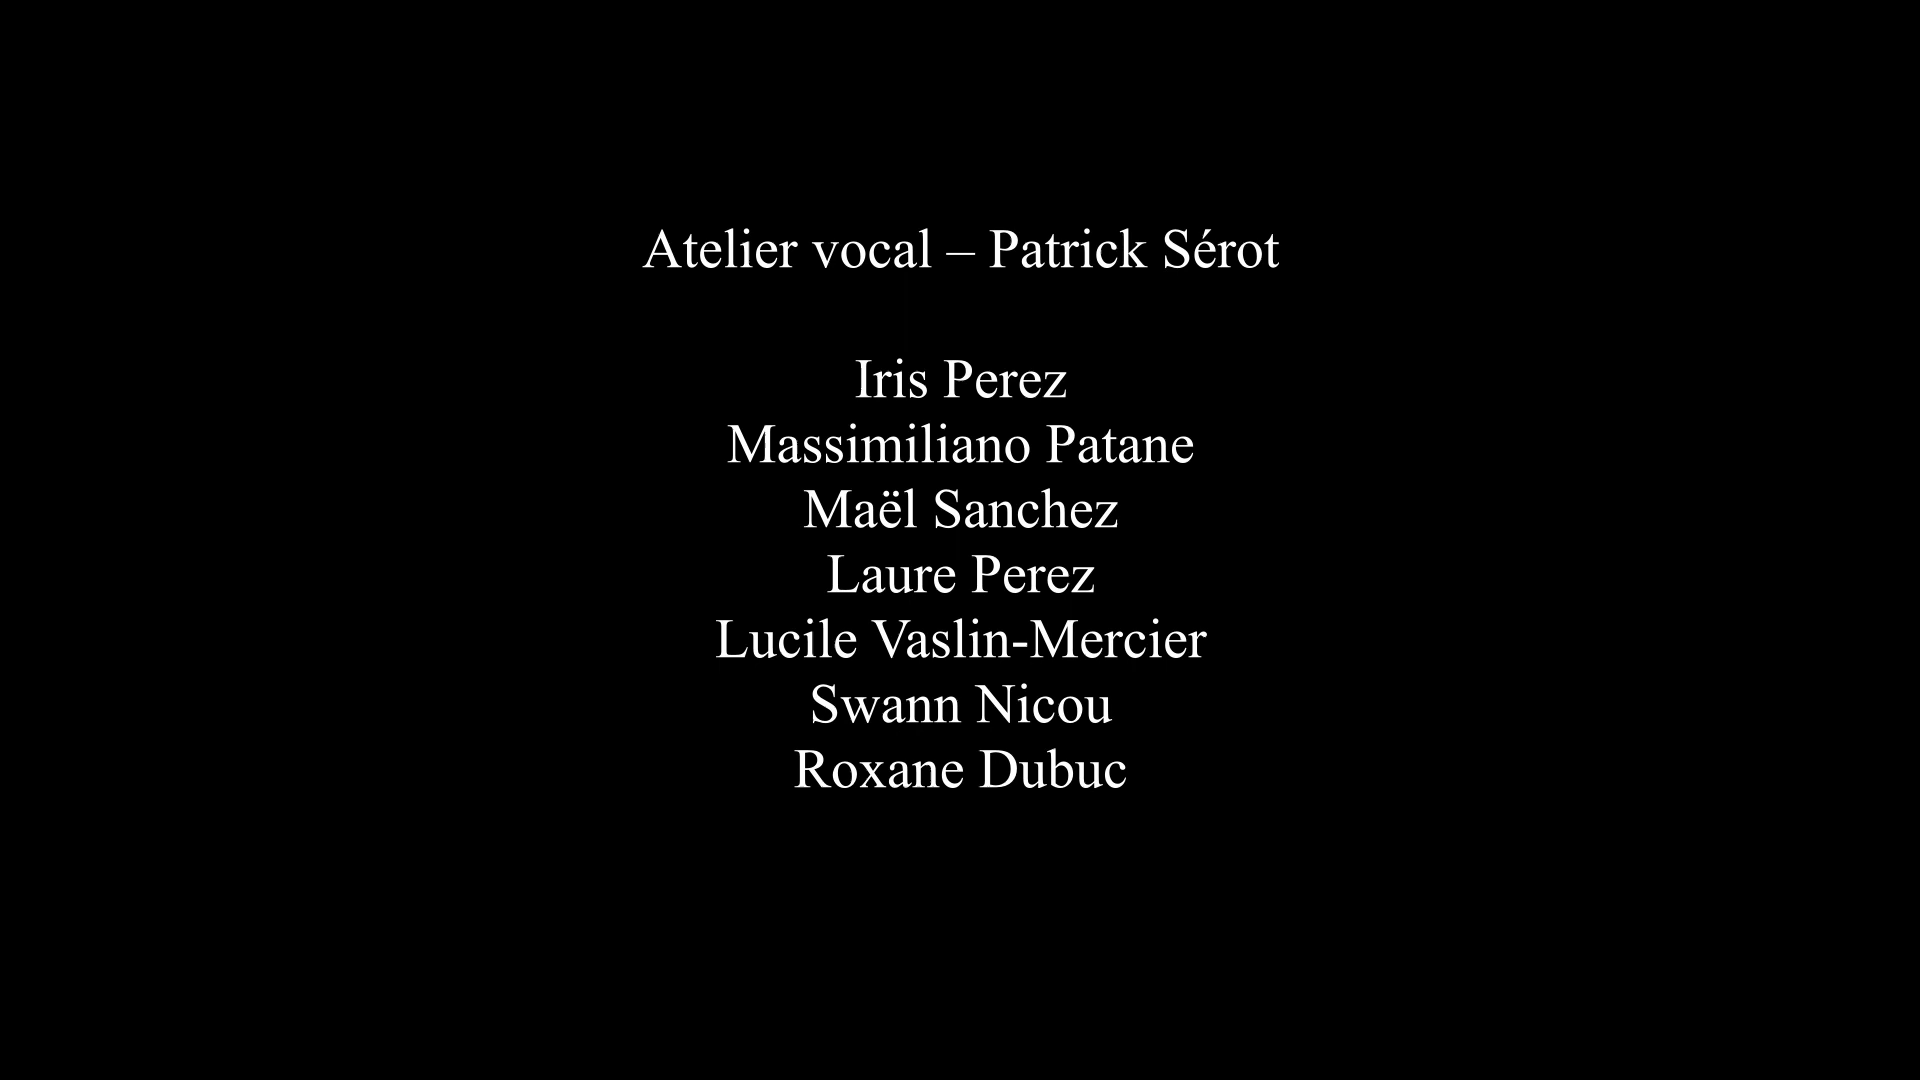 Atelier vocal – Patrick Sérot
Iris Perez
Massimiliano Patane
Maël Sanchez
Laure Perez
Lucile Vaslin-Mercier
Swann Nicou
Roxane Dubuc